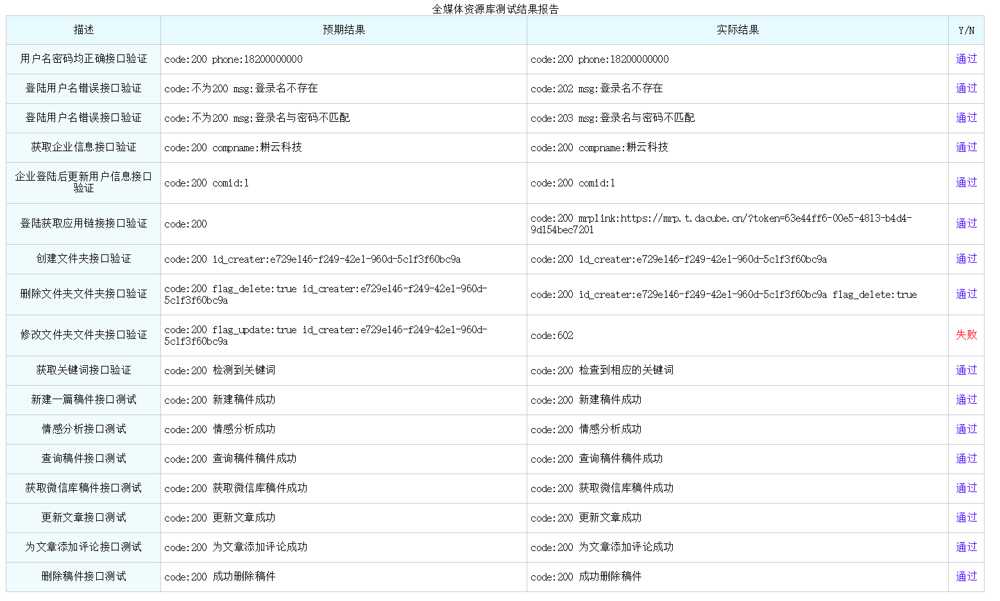 全媒体资源库测试结果报告
描述 预期结果 实际结果 Y/N
用户名密码均正确接口验证 code:200 phone:18200000000 code:200 phone:18200000000 通过
登陆用户名错误接口验证 code:不为200 msg:登录名不存在 code:202 msg:登录名不存在 通过
登陆用户名错误接口验证 code:不为200 msg:登录名与密码不匹配 code:203 msg:登录名与密码不匹配 通过
获取企业信息接口验证 code:200 compname:耕云科技 code:200 compname:耕云科技 通过
企业登陆后更新用户信息接口
验证 code:200 comid:1 code:200 comid:1 通过
登陆获取应用链接接口验证 code:200 code:200 mrplink:https://mrp.t.dacube.cn/?token=63e44ff6-00e5-4813-b4d4-
9d154bec7201 通过
创建文件夹接口验证 code:200 id_creater:e729e146-f249-42e1-960d-5c1f3f60bc9a code:200 id_creater:e729e146-f249-42e1-960d-5c1f3f60bc9a 通过
删除文件夹文件夹接口验证 code:200 flag_delete:true id_creater:e729e146-f249-42e1-960d-
5c1f3f60bc9a code:200 id_creater:e729e146-f249-42e1-960d-5c1f3f60bc9a flag_delete:true 通过
修改文件夹文件夹接口验证 code:200 flag_update:true id_creater:e729e146-f249-42e1-960d-
5c1f3f60bc9a code:602 失败
获取关键词接口验证 code:200 检测到关键词 code:200 检查到相应的关键词 通过
新建一篇稿件接口测试 code:200 新建稿件成功 code:200 新建稿件成功 通过
情感分析接口测试 code:200 情感分析成功 code:200 情感分析成功 通过
查询稿件接口测试 code:200 查询稿件稿件成功 code:200 查询稿件稿件成功 通过
获取微信库稿件接口测试 code:200 获取微信库稿件成功 code:200 获取微信库稿件成功 通过
更新文章接口测试 code:200 更新文章成功 code:200 更新文章成功 通过
为文章添加评论接口测试 code:200 为文章添加评论成功 code:200 为文章添加评论成功 通过
删除稿件接口测试 code:200 成功删除稿件 code:200 成功删除稿件 通过